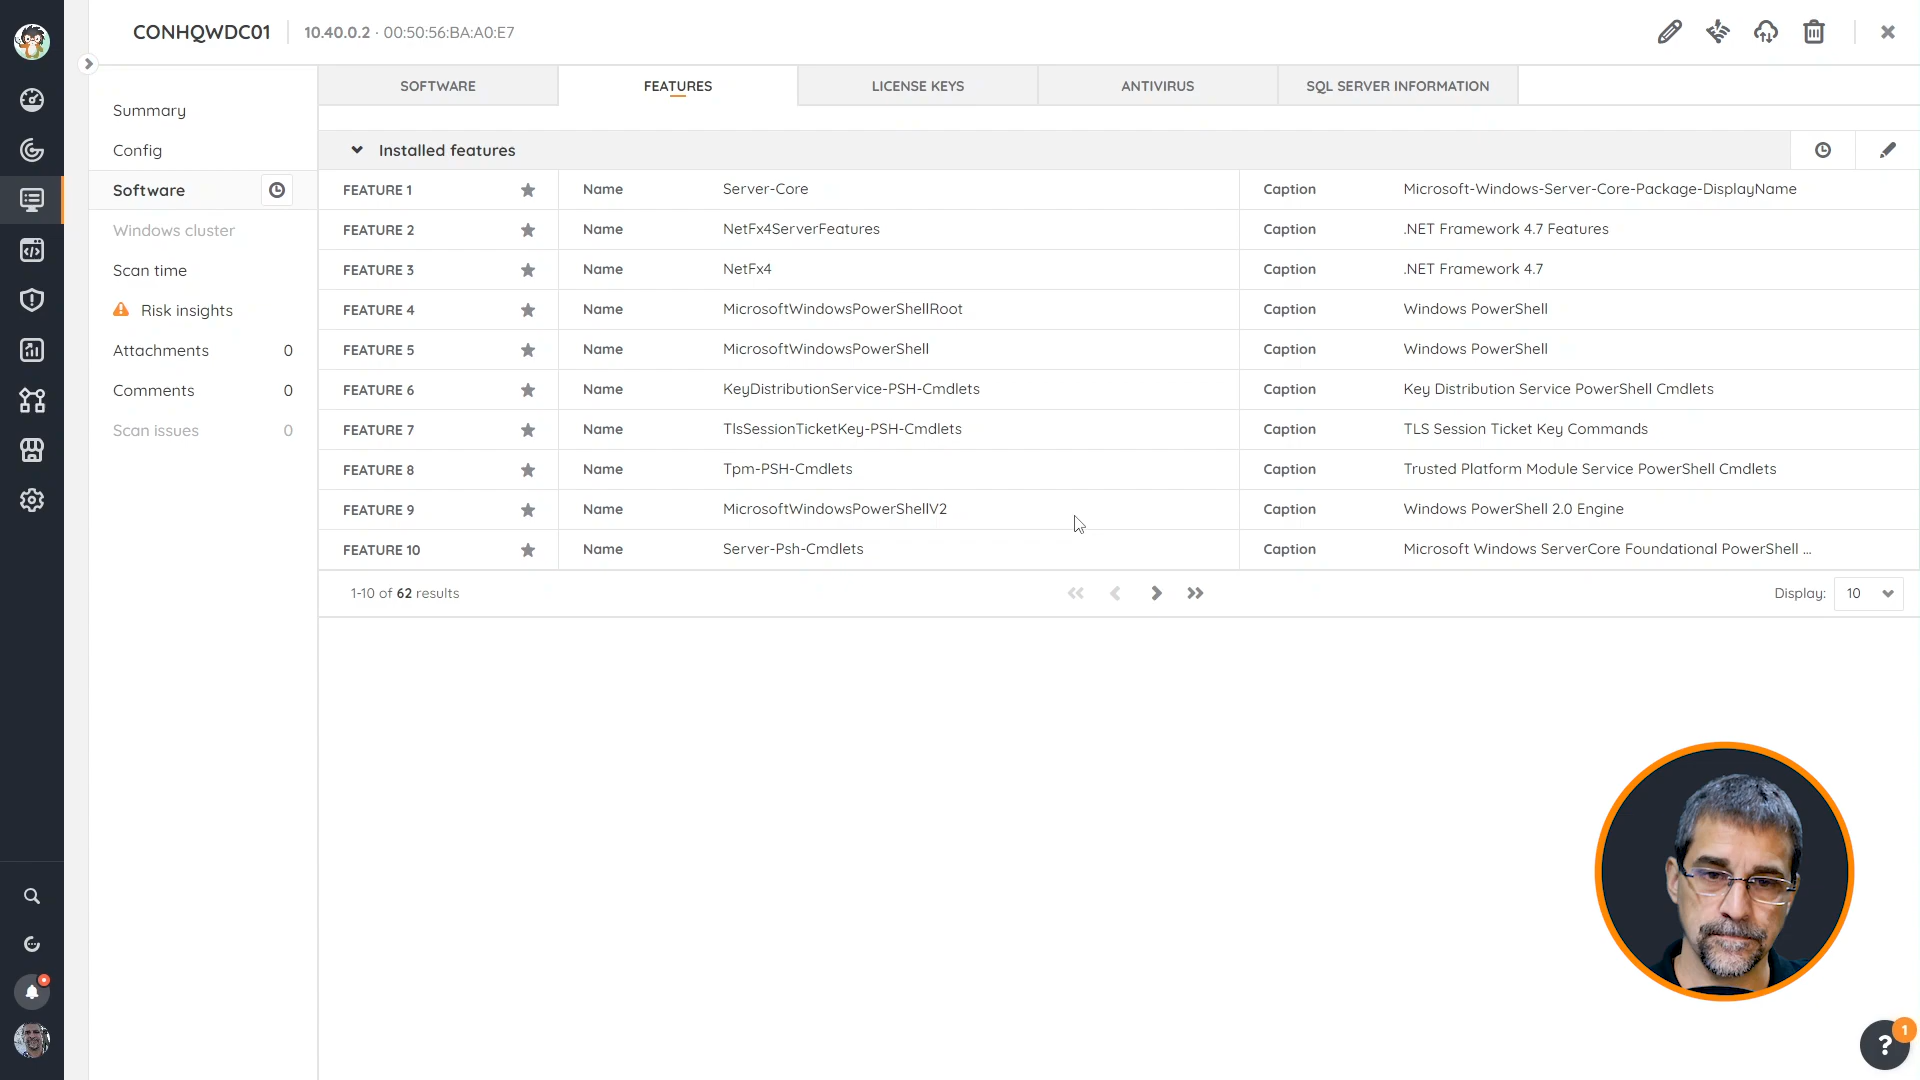 CONHQWDC01
10.40.0.2 · 00:50:56:BA:A0:E7
Summary
Config
Software
Windows cluster
Scan time
Risk insights
Attachments 0
Comments 0
Scan issues 0
SOFTWARE FEATURES LICENSE KEYS ANTIVIRUS SQL SERVER INFORMATION
Installed features
FEATURE 1 Name Server-Core Caption Microsoft-Windows-Server-Core-Package-DisplayName
FEATURE 2 Name NetFx4ServerFeatures Caption .NET Framework 4.7 Features
FEATURE 3 Name NetFx4 Caption .NET Framework 4.7
FEATURE 4 Name MicrosoftWindowsPowerShellRoot Caption Windows PowerShell
FEATURE 5 Name MicrosoftWindowsPowerShell Caption Windows PowerShell
FEATURE 6 Name KeyDistributionService-PSH-Cmdlets Caption Key Distribution Service PowerShell Cmdlets
FEATURE 7 Name TlsSessionTicketKey-PSH-Cmdlets Caption TLS Session Ticket Key Commands
FEATURE 8 Name Tpm-PSH-Cmdlets Caption Trusted Platform Module Service PowerShell Cmdlets
FEATURE 9 Name MicrosoftWindowsPowerShellV2 Caption Windows PowerShell 2.0 Engine
FEATURE 10 Name Server-Psh-Cmdlets Caption Microsoft Windows ServerCore Foundational PowerShell ...
1-10 of 62 results
Display: 10
? 1